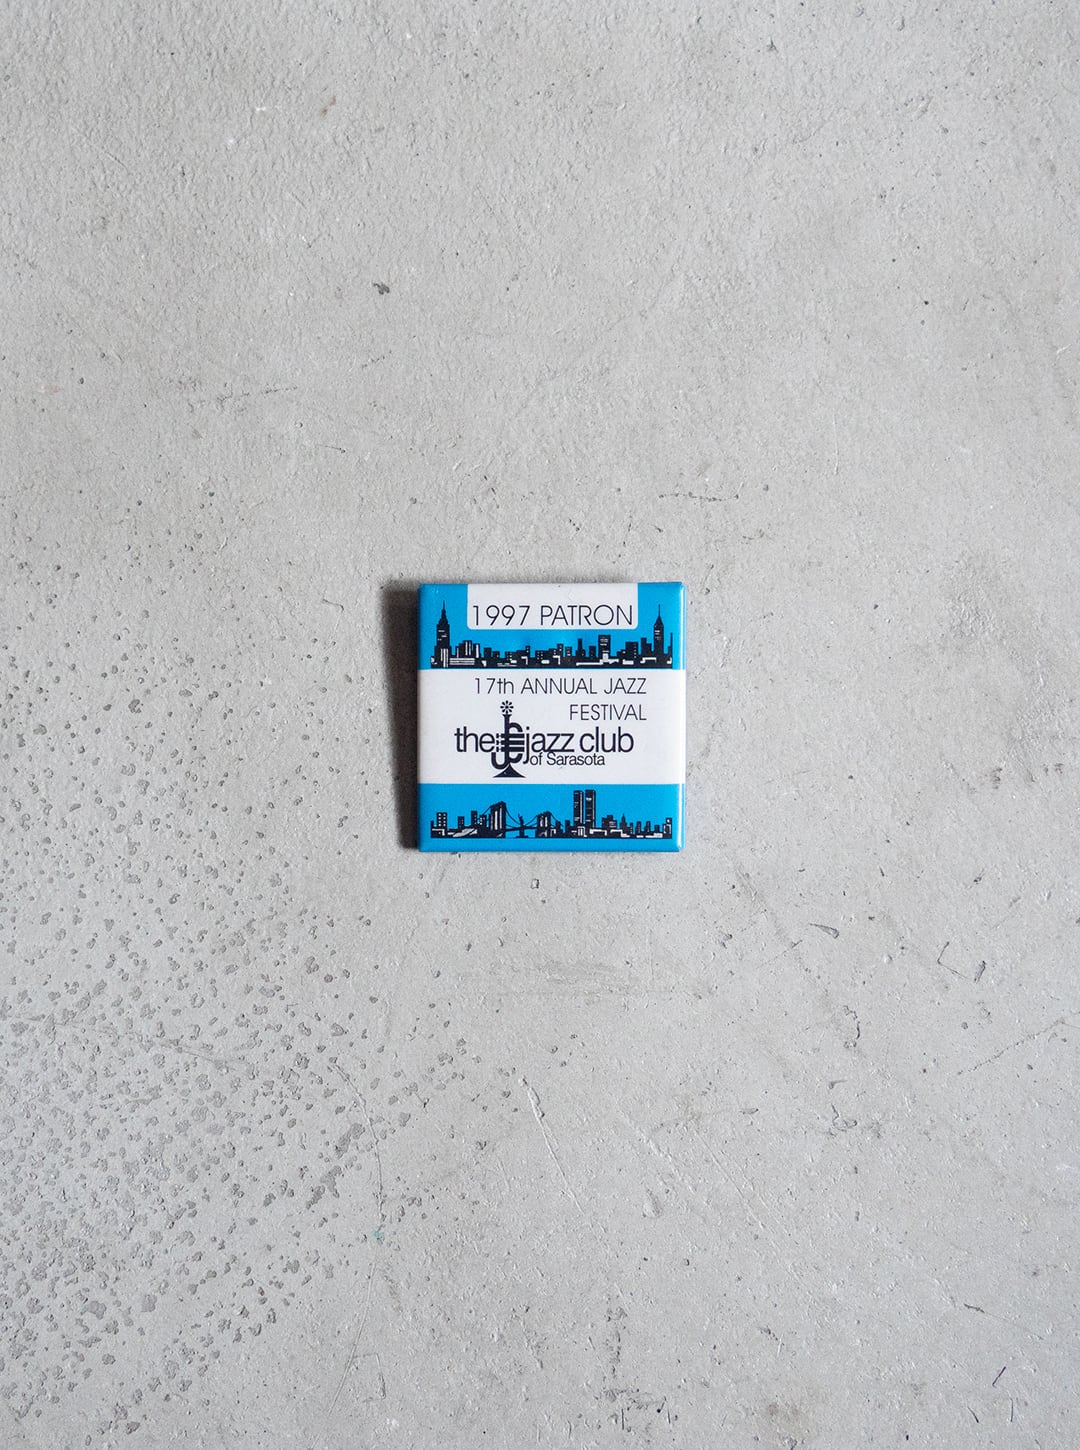 1997 PATRON
17th ANNUAL JAZZ
FESTIVAL
the jazz club
of Sarasota